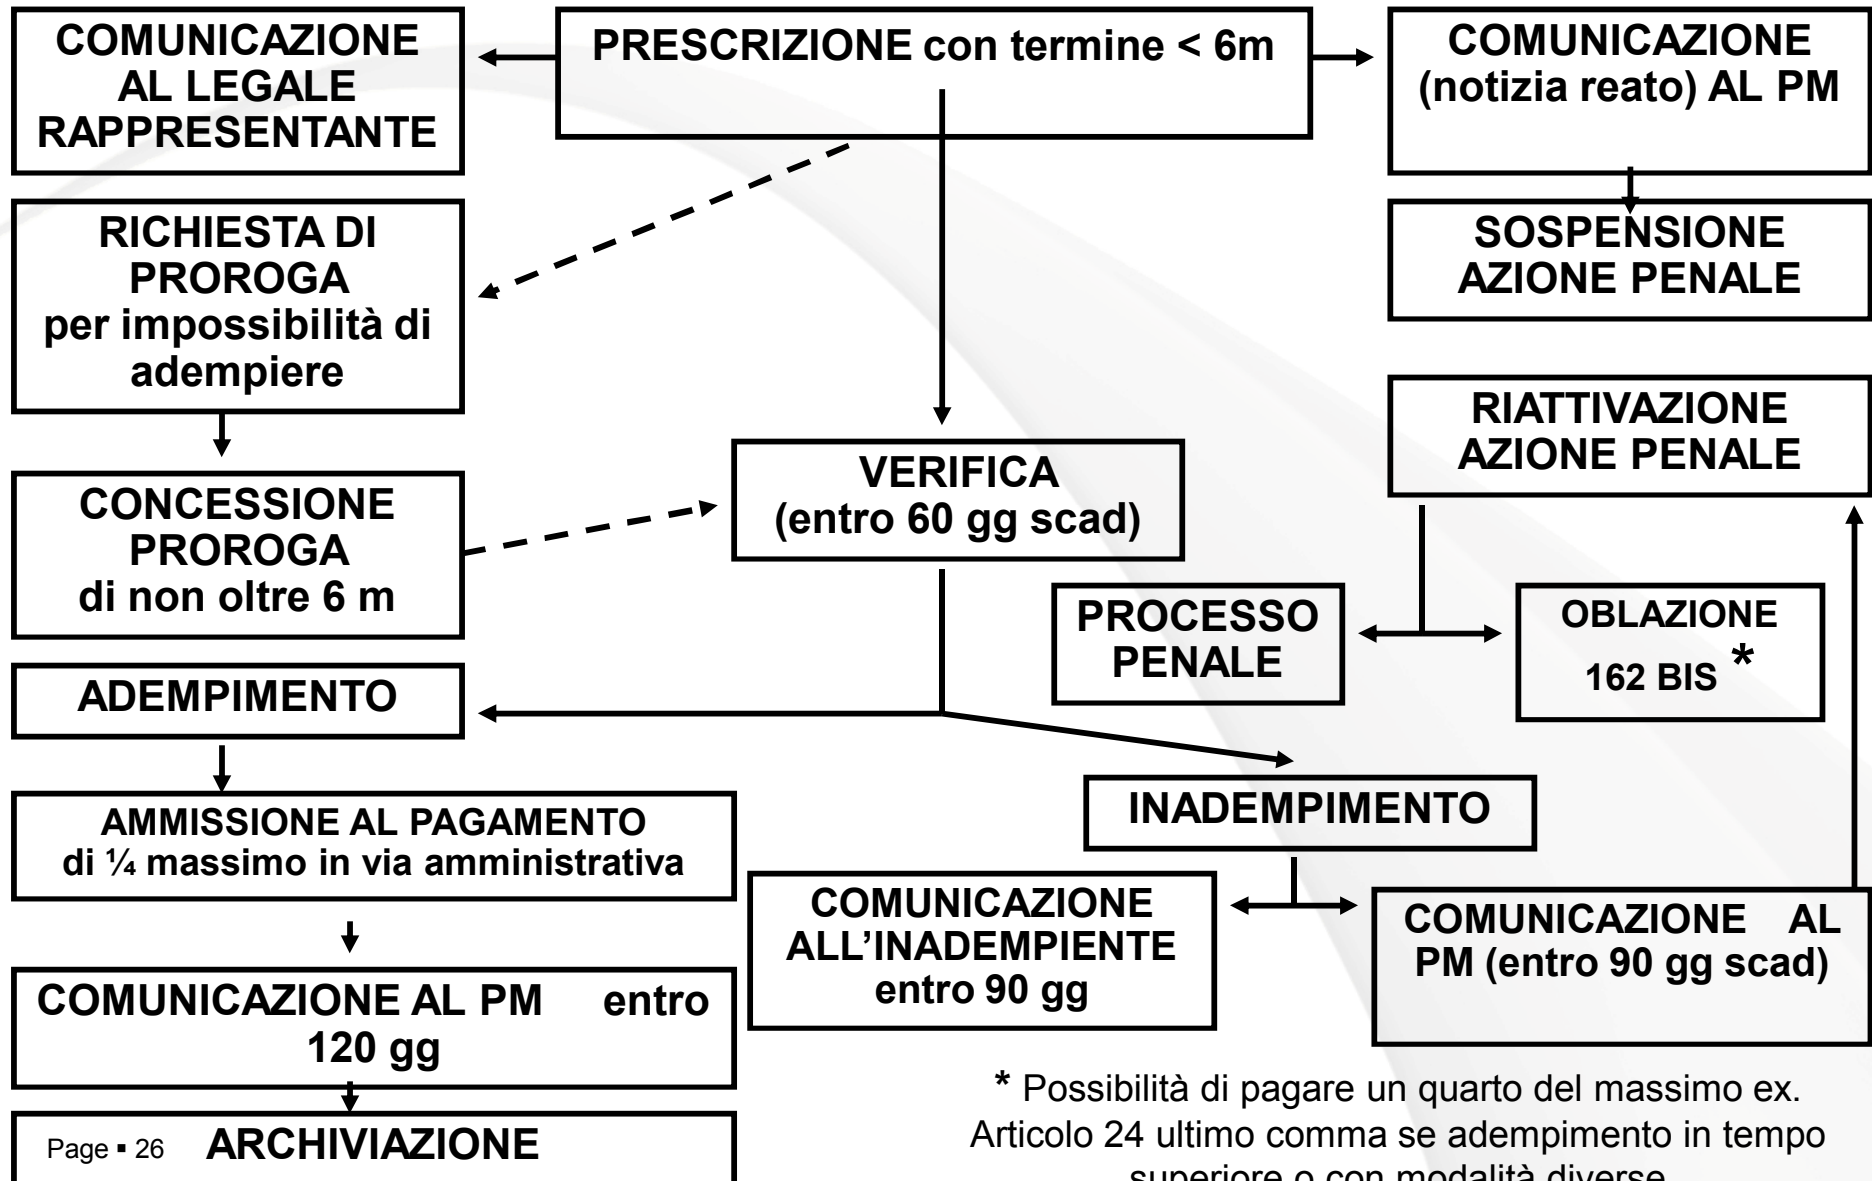 COMUNICAZIONE
AL LEGALE
RAPPRESENTANTE
PRESCRIZIONE con termine < 6m
COMUNICAZIONE
(notizia reato) AL PM
RICHIESTA DI
PROROGA
per impossibilità di
adempiere
SOSPENSIONE
AZIONE PENALE
RIATTIVAZIONE
AZIONE PENALE
CONCESSIONE
PROROGA
di non oltre 6 m
VERIFICA
(entro 60 gg scad)
PROCESSO
PENALE
OBLAZIONE
162 BIS *
ADEMPIMENTO
INADEMPIMENTO
AMMISSIONE AL PAGAMENTO
di ¼ massimo in via amministrativa
COMUNICAZIONE
ALL’INADEMPIENTE
entro 90 gg
COMUNICAZIONE AL
PM (entro 90 gg scad)
COMUNICAZIONE AL PM entro
120 gg
ARCHIVIAZIONE
* Possibilità di pagare un quarto del massimo ex.
Articolo 24 ultimo comma se adempimento in tempo
superiore o con modalità diverse
Page ▪ 26